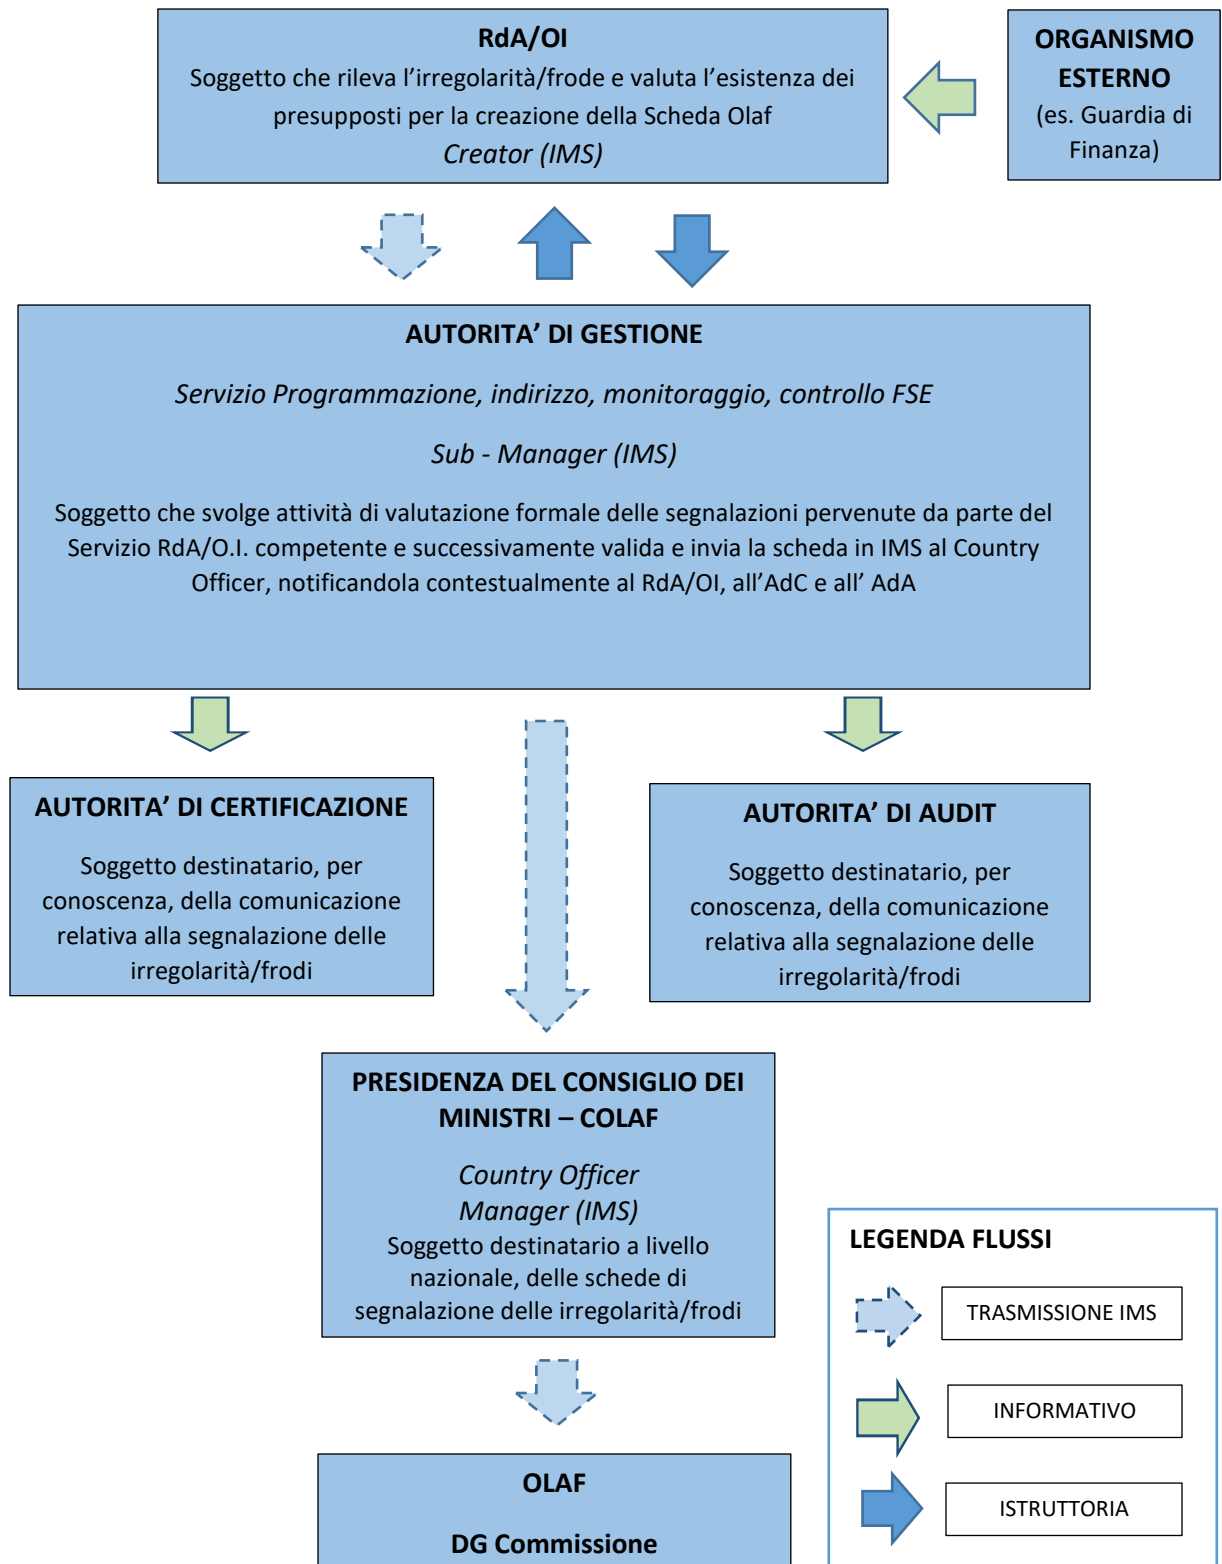 RdA/OI
Soggetto che rileva l’irregolarità/frode e valuta l’esistenza dei
presupposti per la creazione della Scheda Olaf
Creator (IMS)
ORGANISMO
ESTERNO
(es. Guardia di
Finanza)
AUTORITA’ DI GESTIONE
Servizio Programmazione, indirizzo, monitoraggio, controllo FSE
Sub - Manager (IMS)
Soggetto che svolge attività di valutazione formale delle segnalazioni pervenute da parte del
Servizio RdA/O.I. competente e successivamente valida e invia la scheda in IMS al Country
Officer, notificandola contestualmente al RdA/OI, all’AdC e all’ AdA
AUTORITA’ DI CERTIFICAZIONE
Soggetto destinatario, per
conoscenza, della comunicazione
relativa alla segnalazione delle
irregolarità/frodi
AUTORITA’ DI AUDIT
Soggetto destinatario, per
conoscenza, della comunicazione
relativa alla segnalazione delle
irregolarità/frodi
PRESIDENZA DEL CONSIGLIO DEI
MINISTRI – COLAF
Country Officer
Manager (IMS)
Soggetto destinatario a livello
nazionale, delle schede di
segnalazione delle irregolarità/frodi
OLAF
DG Commissione
LEGENDA FLUSSI
TRASMISSIONE IMS
INFORMATIVO
ISTRUTTORIA